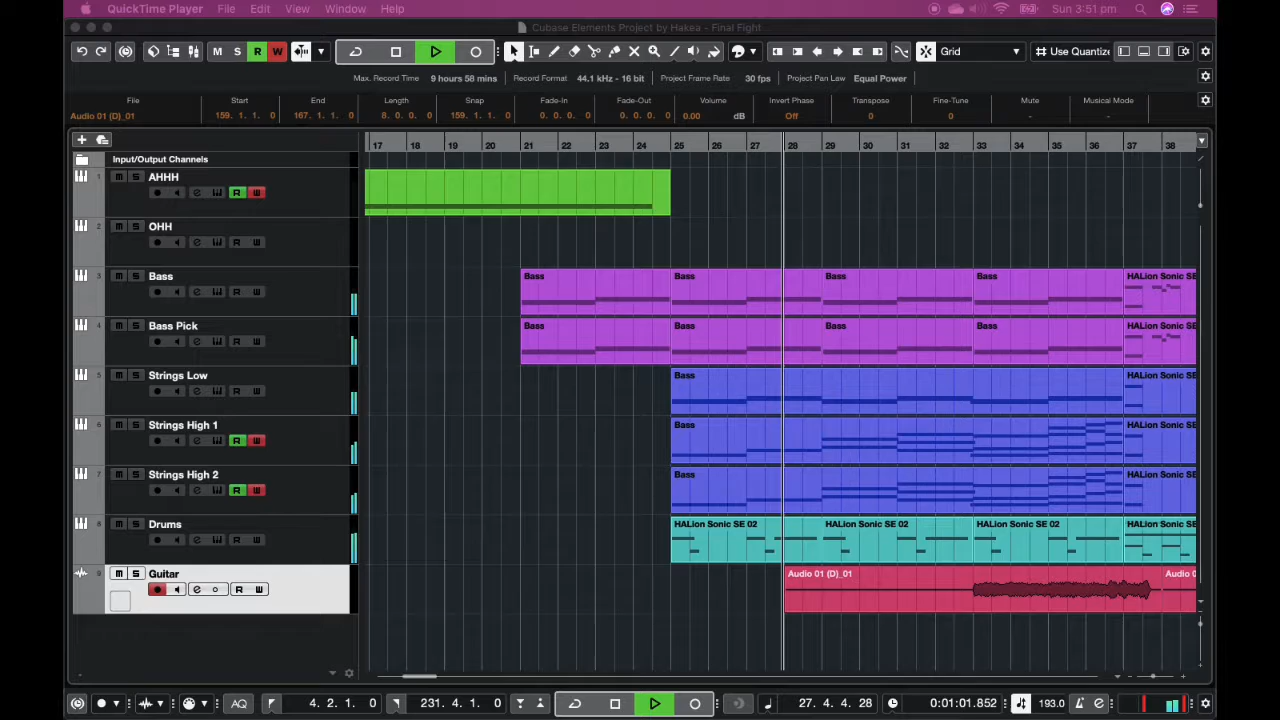 QuickTime Player File Edit View Window Help Sun 3:51 pm
Cubase Elements Project by Hakea - Final Fight
M S R W Grid Use Quantize
Max. Record Time 9 hours 58 mins Record Format 44.1 kHz - 16 bit Project Frame Rate 30 fps Project Pan Law Equal Power
File Start End Length Snap Fade-In Fade-Out Volume Invert Phase Transpose Fine-Tune Mute Musical Mode
Audio 01 (D)_01 159. 1. 1. 0 167. 1. 1. 0 8. 0. 0. 0 159. 1. 1. 0 0. 0. 0. 0 0. 0. 0. 0 0.00 dB Off 0 0 - -
17 18 19 20 21 22 23 24 25 26 27 28 29 30 31 32 33 34 35 36 37 38
Input/Output Channels
1 m S AHHH
R W
2 m S OHH
R W
3 m S Bass Bass Bass Bass Bass HALion Sonic SE
R W
4 m S Bass Pick Bass Bass Bass Bass HALion Sonic SE
R W
5 m S Strings Low Bass HALion Sonic SE
R W
6 m S Strings High 1 Bass HALion Sonic SE
R W
7 m S Strings High 2 Bass HALion Sonic SE
R W
8 m S Drums HALion Sonic SE 02 HALion Sonic SE 02 HALion Sonic SE 02 HALion Sonic SE
R W
9 m S Guitar Audio 01 (D)_01 Audio 0
R W
AQ 4. 2. 1. 0 231. 4. 1. 0 27. 4. 4. 28 0:01:01.852 193.0